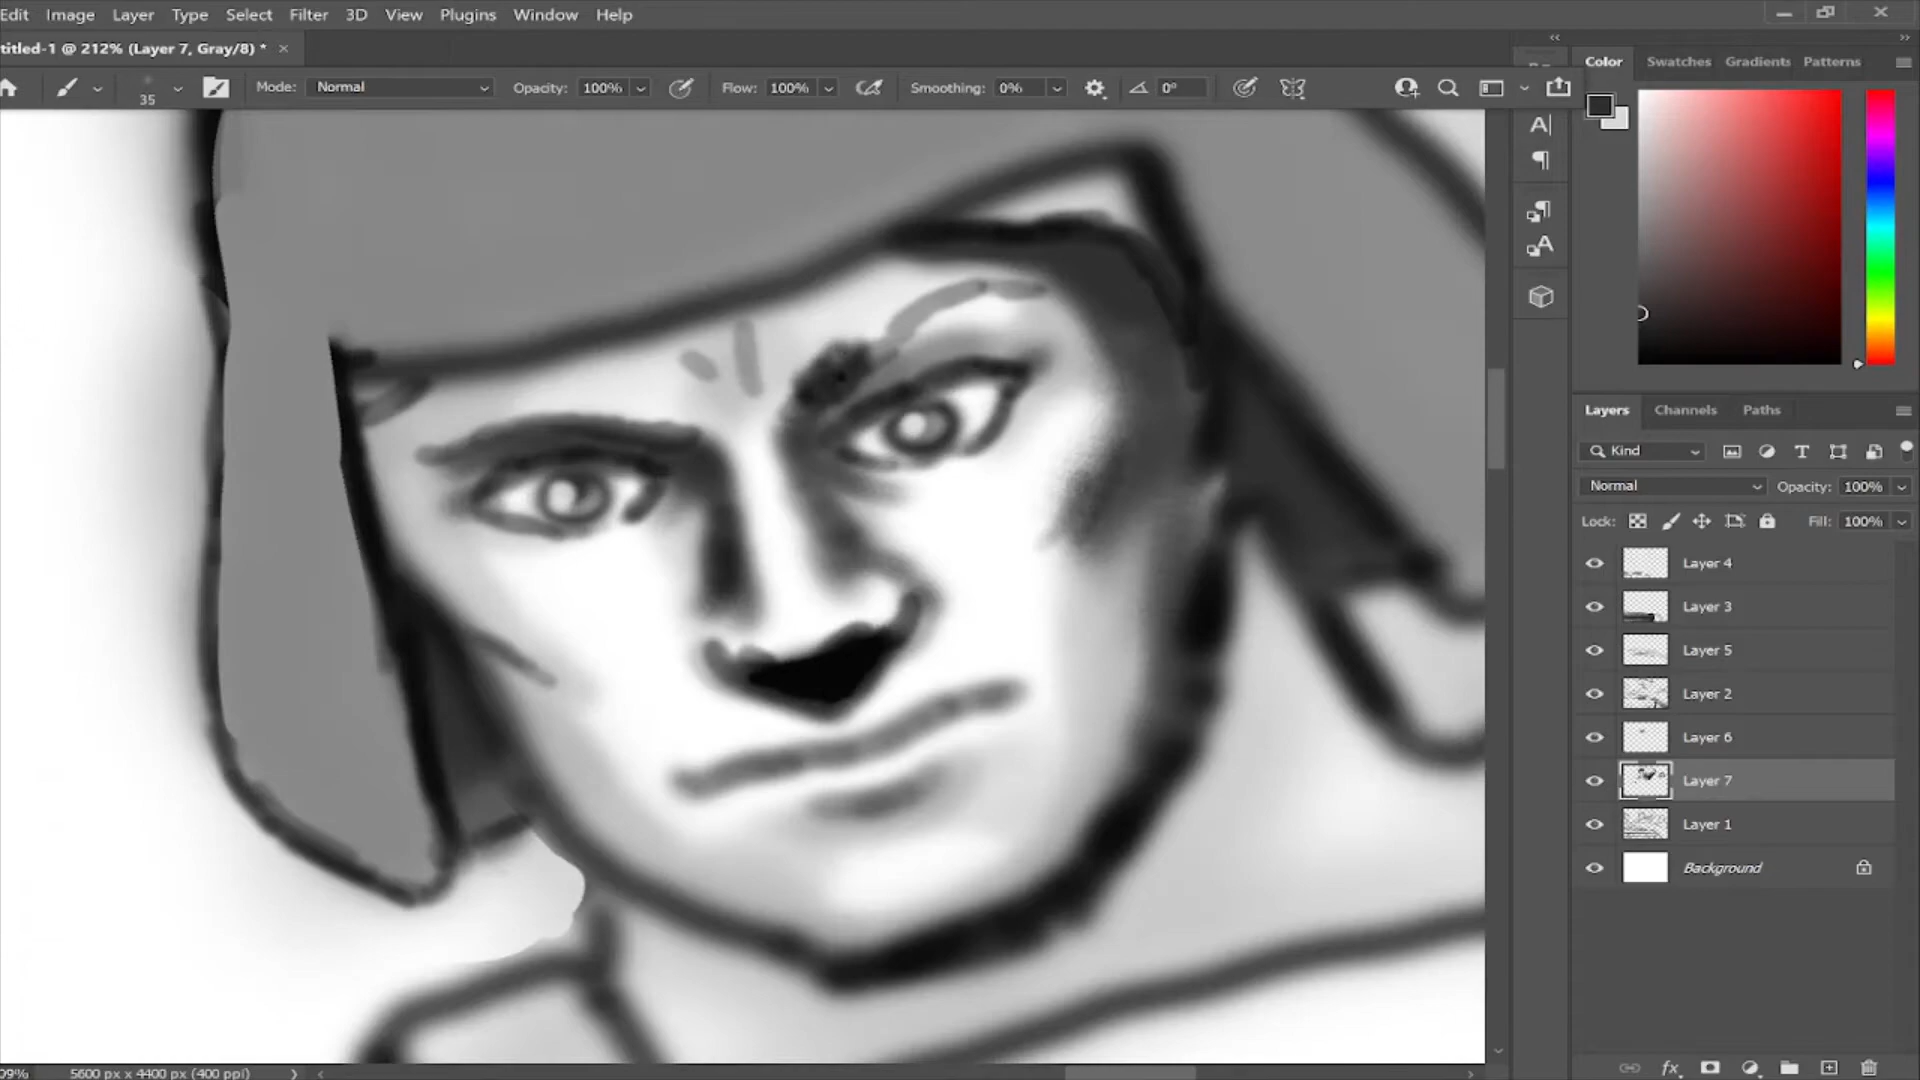 Edit Image Layer Type Select Filter 3D View Plugins Window Help
titled-1 @ 212% (Layer 7, Gray/8) *
35 Mode: Normal Opacity: 100% Flow: 100% Smoothing: 0% 0°
Color Swatches Gradients Patterns
Layers Channels Paths
Kind
Normal Opacity: 100%
Lock: Fill: 100%
Layer 4
Layer 3
Layer 5
Layer 2
Layer 6
Layer 7
Layer 1
Background
09% 5600 px x 4400 px (400 ppi)